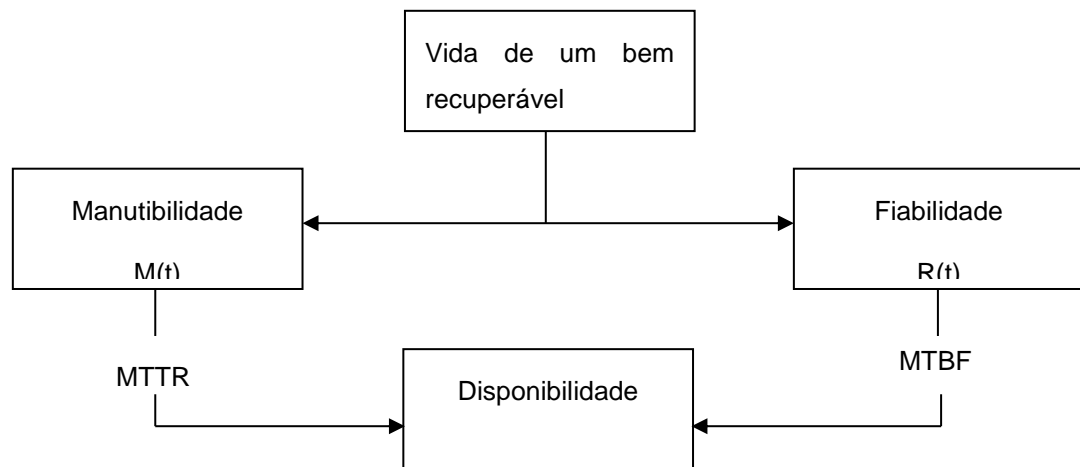 Vida de um bem
recuperável
Manutibilidade
M(t)
Fiabilidade
R(t)
MTTR
MTBF
Disponibilidade